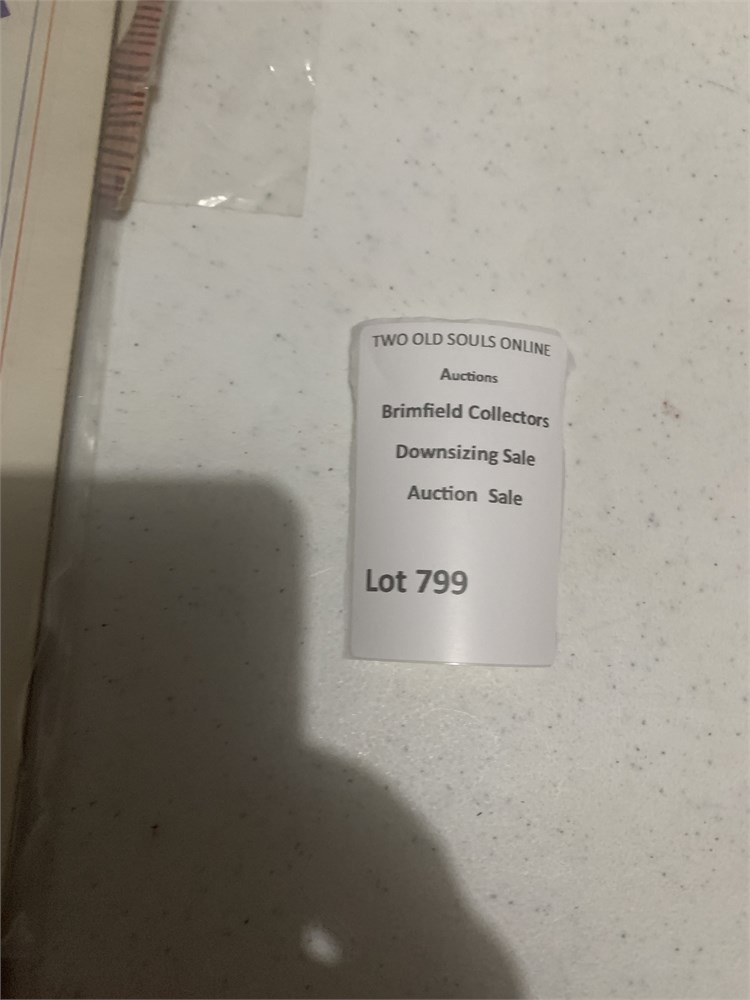 TWO OLD SOULS ONLINE
Auctions
Brimfield Collectors
Downsizing Sale
Auction Sale
Lot 799